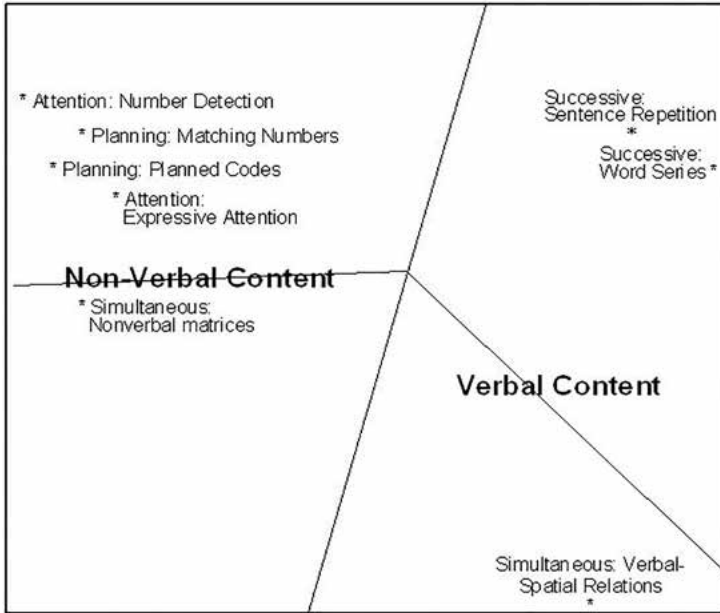 * Attention: Number Detection
* Planning: Matching Numbers
* Planning: Planned Codes
* Attention:
Expressive Attention
Successive:
Sentence Repetition
*
Successive:
Word Series *
Non-Verbal Content
* Simultaneous:
Nonverbal matrices
Verbal Content
Simultaneous: Verbal-
Spatial Relations
*